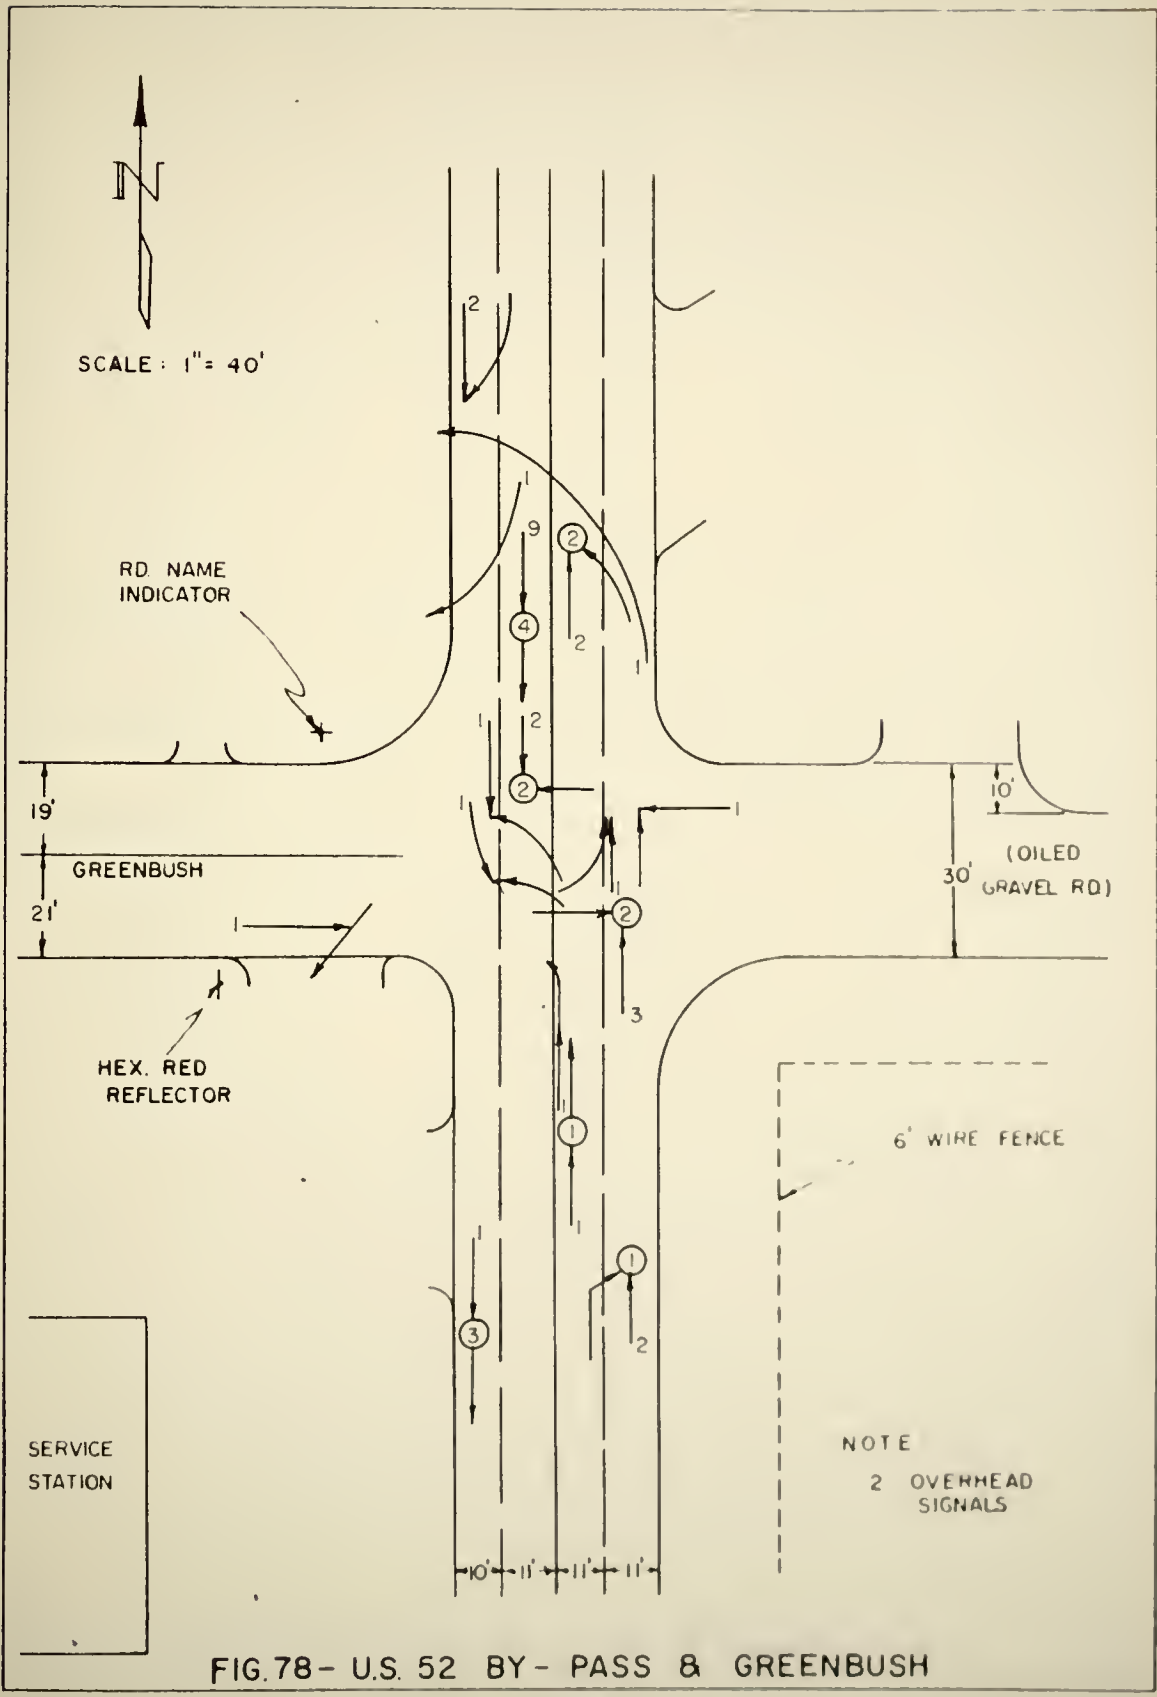 N
SCALE : 1" = 40'
2
1
9
2
4
2
1
RD. NAME
INDICATOR
1
2
2
1
1
19'
10'
GREENBUSH
(OILED
GRAVEL RD.)
30'
21'
1
1
2
3
HEX. RED
REFLECTOR
1
1
1
6' WIRE FENCE
1
1
2
3
SERVICE
STATION
NOTE
2 OVERHEAD
SIGNALS
10' 11' 11' 11'
FIG. 78 - U.S. 52 BY - PASS & GREENBUSH